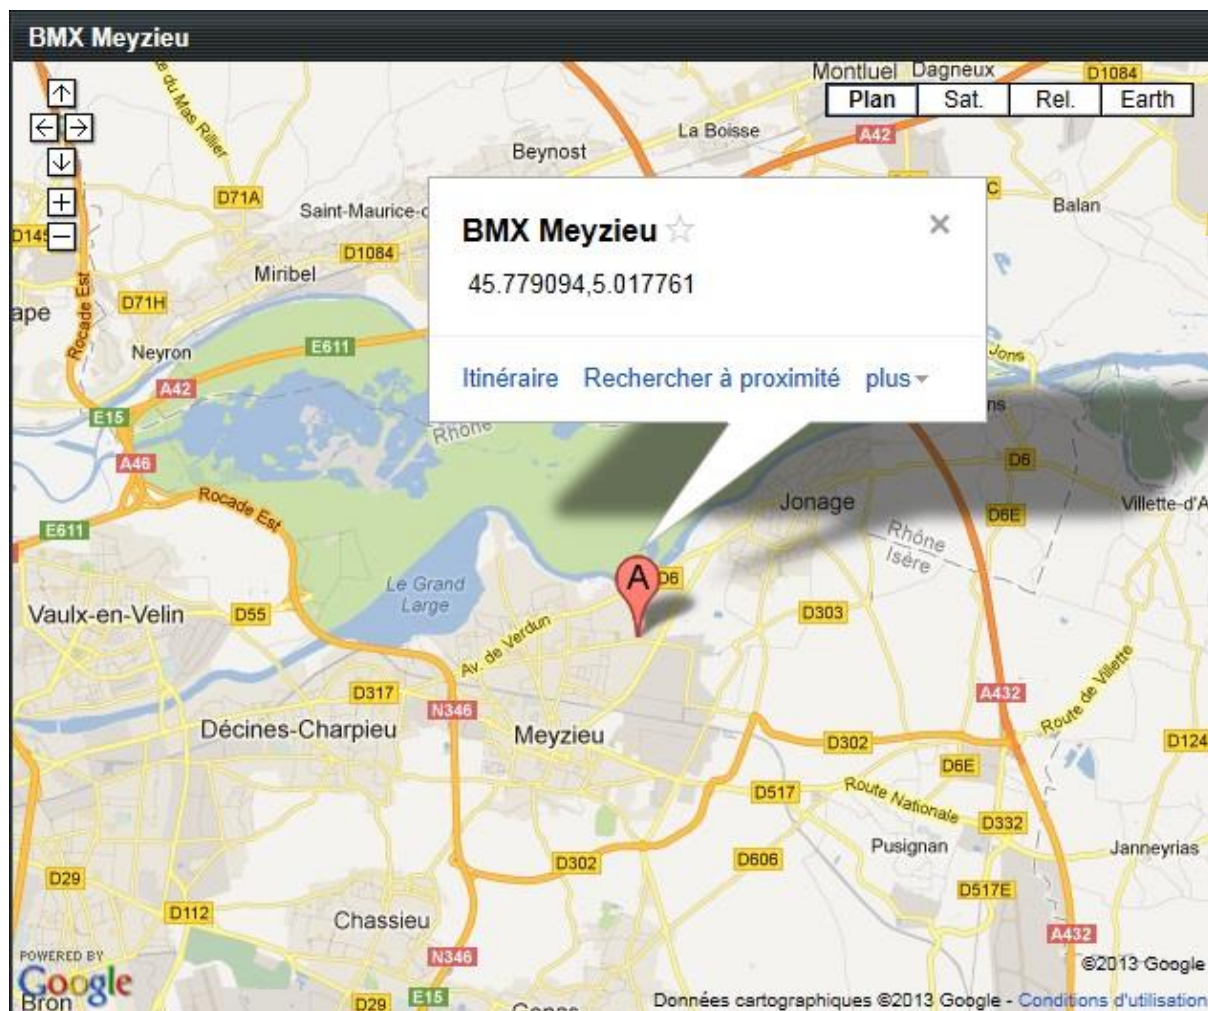 BMX Meyzieu
Montluel
Dagneux
D1084
Plan
Sat.
Rel.
Earth
La Boisse
A42
Beynost
D71A
C
BMX Meyzieu
45.779094,5.017761
Itinéraire Rechercher à proximité plus
Balan
Saint-Maurice-c
D145
D1084
Miribel
Rocade Est
D71H
ape
E611
Neyron
Jons
A42
E15
ns
Rhône
A46
D6
Rocade Est
Jonage
Villette-d'A
D6E
E611
Rhône
Isère
Le Grand
Large
A
D6
Vaulx-en-Velin
D55
D303
Av. de Verdun
Route de Villette
D317
N346
A432
Décines-Charpieu
Meyzieu
D302
D124
D6E
D517
Route Nationale
D332
Pusignan
Janneyrias
D302
D606
D29
D517E
D112
Chassieu
A432
N346
POWERED BY
Google
©2013 Google
Bron
D29
E15
Données cartographiques ©2013 Google - Conditions d'utilisation